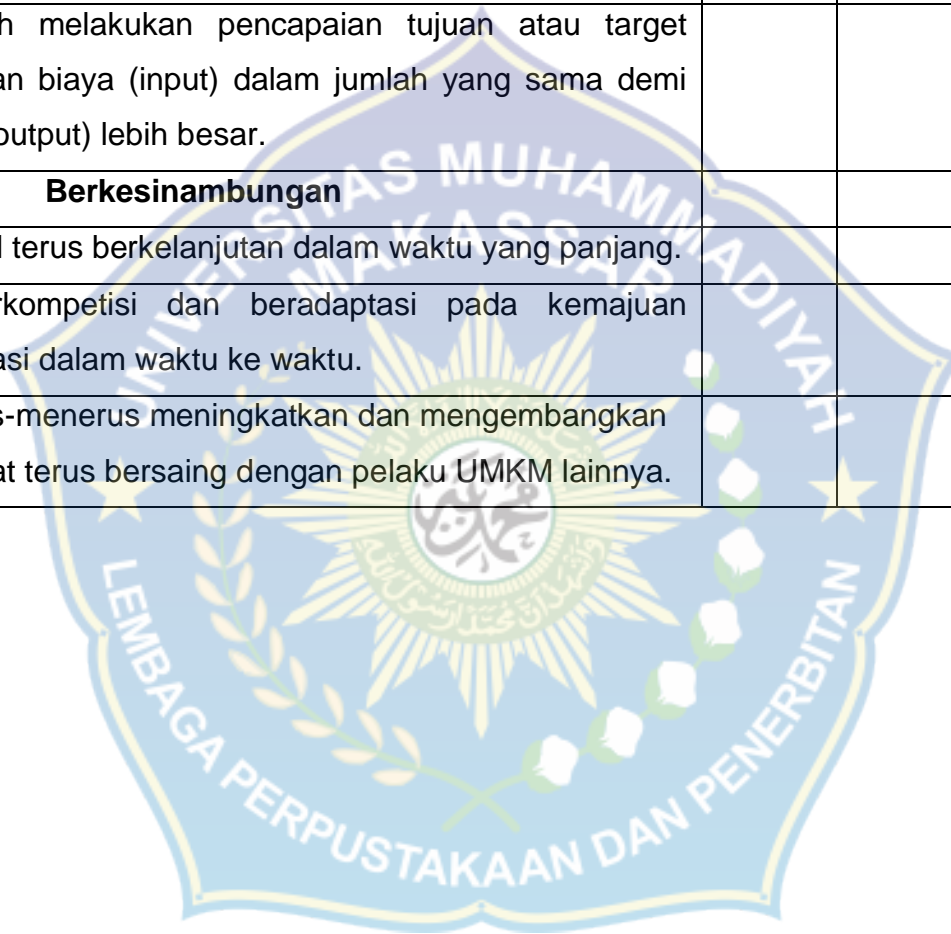 h melakukan pencapaian tujuan atau target
an biaya (input) dalam jumlah yang sama demi
output) lebih besar.
Berkesinambungan
l terus berkelanjutan dalam waktu yang panjang.
rkompetisi dan beradaptasi pada kemajuan
asi dalam waktu ke waktu.
s-menerus meningkatkan dan mengembangkan
at terus bersaing dengan pelaku UMKM lainnya.
UNIVERSITAS MUHAMMADIYAH
MAKASSAR
LEMBAGA PERPUSTAKAAN DAN PENERBITAN